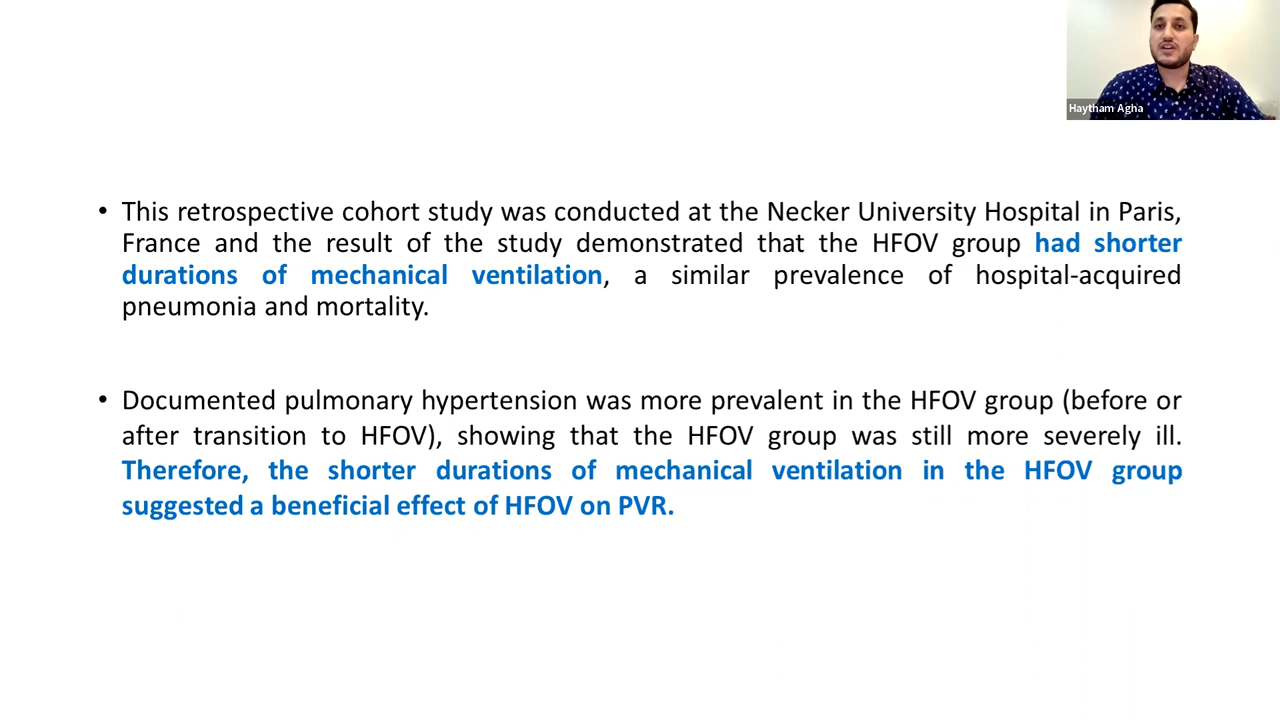 Haytham Agha
• This retrospective cohort study was conducted at the Necker University Hospital in Paris,
France and the result of the study demonstrated that the HFOV group had shorter
durations of mechanical ventilation, a similar prevalence of hospital-acquired
pneumonia and mortality.
• Documented pulmonary hypertension was more prevalent in the HFOV group (before or
after transition to HFOV), showing that the HFOV group was still more severely ill.
Therefore, the shorter durations of mechanical ventilation in the HFOV group
suggested a beneficial effect of HFOV on PVR.